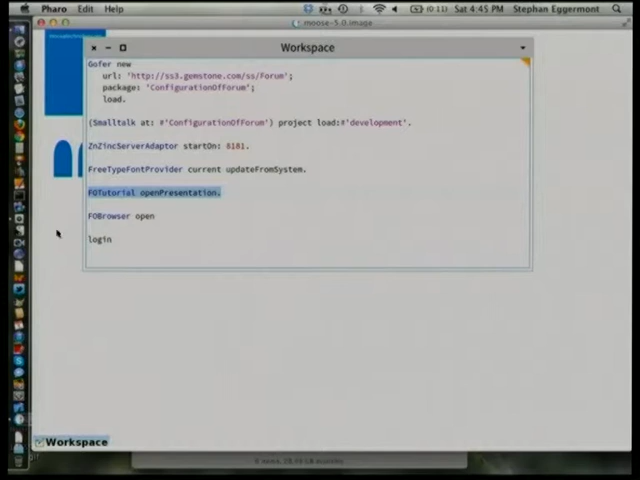 Pharo Edit Help
(0:11) Sat 4:45 PM Stephan Eggermont
moose-5.0.image
Workspace
Gofer new
url: 'http://ss3.gemstone.com/ss/Forum';
package: 'ConfigurationOfForum';
load.
(Smalltalk at: #'ConfigurationOfForum') project load:#'development'.
ZnZincServerAdaptor startOn: 8181.
FreeTypeFontProvider current updateFromSystem.
FOTutorial openPresentation.
FOBrowser open
login
Workspace